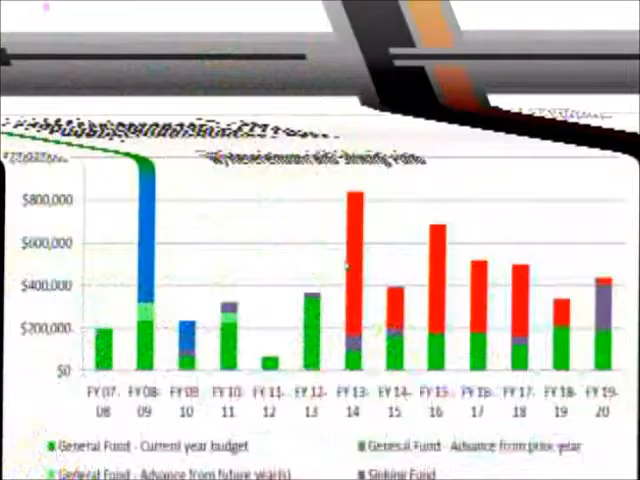 $800,000
$600,000
$400,000
$200,000
$0
FY 07-08
FY 08-09
FY 09-10
FY 10-11
FY 11-12
FY 12-13
FY 13-14
FY 14-15
FY 15-16
FY 16-17
FY 17-18
FY 18-19
FY 19-20
General Fund - Current year budget
General Fund - Advance from prior year
General Fund - Advance from future year(s)
Sinking Fund